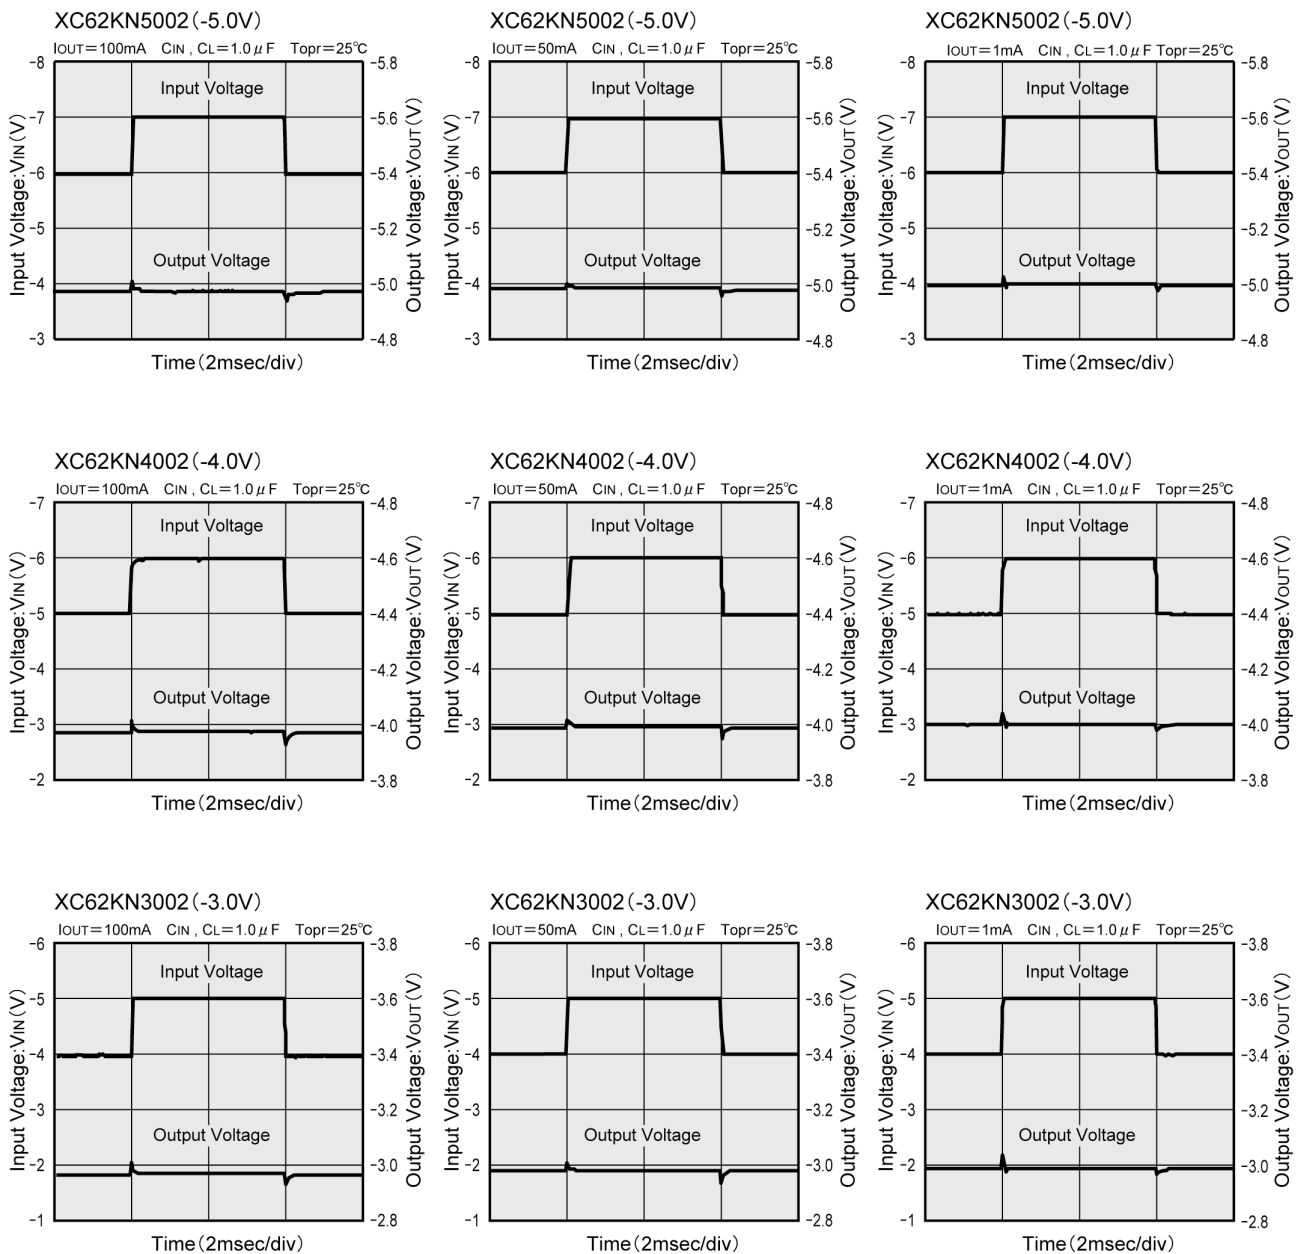 XC62KN5002(-5.0V)
IOUT=100mA CIN , CL=1.0μF Topr=25℃
Input Voltage:VIN(V)
-8
-7
-6
-5
-4
-3
Input Voltage
Output Voltage
-5.8
-5.6
-5.4
-5.2
-5.0
-4.8
Output Voltage:VOUT(V)
Time(2msec/div)
XC62KN5002(-5.0V)
IOUT=50mA CIN , CL=1.0μF Topr=25℃
Input Voltage:VIN(V)
-8
-7
-6
-5
-4
-3
Input Voltage
Output Voltage
-5.8
-5.6
-5.4
-5.2
-5.0
-4.8
Output Voltage:VOUT(V)
Time(2msec/div)
XC62KN5002(-5.0V)
IOUT=1mA CIN , CL=1.0μF Topr=25℃
Input Voltage:VIN(V)
-8
-7
-6
-5
-4
-3
Input Voltage
Output Voltage
-5.8
-5.6
-5.4
-5.2
-5.0
-4.8
Output Voltage:VOUT(V)
Time(2msec/div)
XC62KN4002(-4.0V)
IOUT=100mA CIN , CL=1.0μF Topr=25℃
Input Voltage:VIN(V)
-7
-6
-5
-4
-3
-2
Input Voltage
Output Voltage
-4.8
-4.6
-4.4
-4.2
-4.0
-3.8
Output Voltage:VOUT(V)
Time(2msec/div)
XC62KN4002(-4.0V)
IOUT=50mA CIN , CL=1.0μF Topr=25℃
Input Voltage:VIN(V)
-7
-6
-5
-4
-3
-2
Input Voltage
Output Voltage
-4.8
-4.6
-4.4
-4.2
-4.0
-3.8
Output Voltage:VOUT(V)
Time(2msec/div)
XC62KN4002(-4.0V)
IOUT=1mA CIN , CL=1.0μF Topr=25℃
Input Voltage:VIN(V)
-7
-6
-5
-4
-3
-2
Input Voltage
Output Voltage
-4.8
-4.6
-4.4
-4.2
-4.0
-3.8
Output Voltage:VOUT(V)
Time(2msec/div)
XC62KN3002(-3.0V)
IOUT=100mA CIN , CL=1.0μF Topr=25℃
Input Voltage:VIN(V)
-6
-5
-4
-3
-2
-1
Input Voltage
Output Voltage
-3.8
-3.6
-3.4
-3.2
-3.0
-2.8
Output Voltage:VOUT(V)
Time(2msec/div)
XC62KN3002(-3.0V)
IOUT=50mA CIN , CL=1.0μF Topr=25℃
Input Voltage:VIN(V)
-6
-5
-4
-3
-2
-1
Input Voltage
Output Voltage
-3.8
-3.6
-3.4
-3.2
-3.0
-2.8
Output Voltage:VOUT(V)
Time(2msec/div)
XC62KN3002(-3.0V)
IOUT=1mA CIN , CL=1.0μF Topr=25℃
Input Voltage:VIN(V)
-6
-5
-4
-3
-2
-1
Input Voltage
Output Voltage
-3.8
-3.6
-3.4
-3.2
-3.0
-2.8
Output Voltage:VOUT(V)
Time(2msec/div)